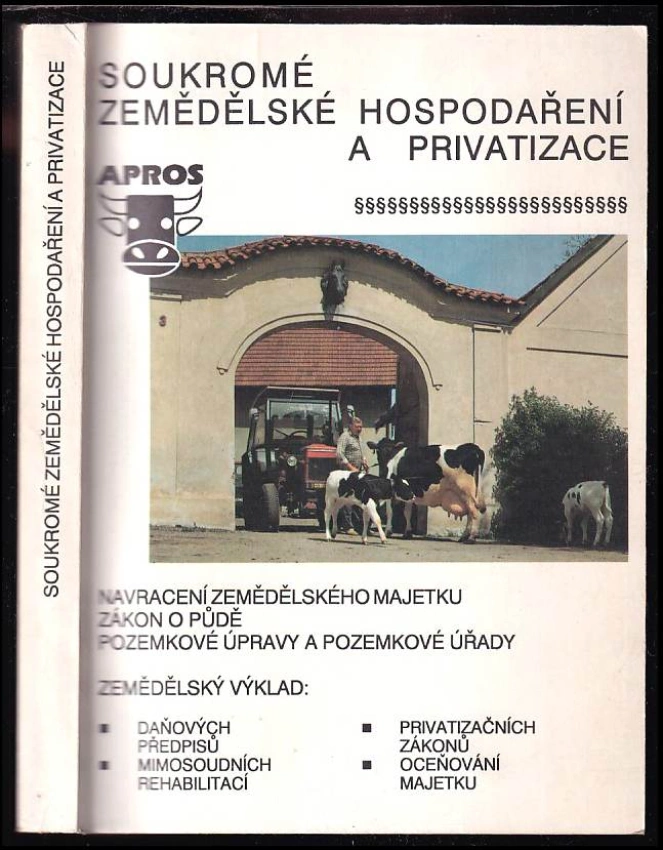 SOUKROMÉ ZEMĚDĚLSKÉ HOSPODAŘENÍ A PRIVATIZACE
SOUKROMÉ
ZEMĚDĚLSKÉ HOSPODAŘENÍ
A PRIVATIZACE
APROS
§§§§§§§§§§§§§§§§§§§§§§§§§
NAVRACENÍ ZEMĚDĚLSKÉHO MAJETKU
ZÁKON O PŮDĚ
POZEMKOVÉ ÚPRAVY A POZEMKOVÉ ÚŘADY
ZEMĚDĚLSKÝ VÝKLAD:
DAŇOVÝCH
PŘEDPISŮ
MIMOSOUDNÍCH
REHABILITACÍ
PRIVATIZAČNÍCH
ZÁKONŮ
OCEŇOVÁNÍ
MAJETKU